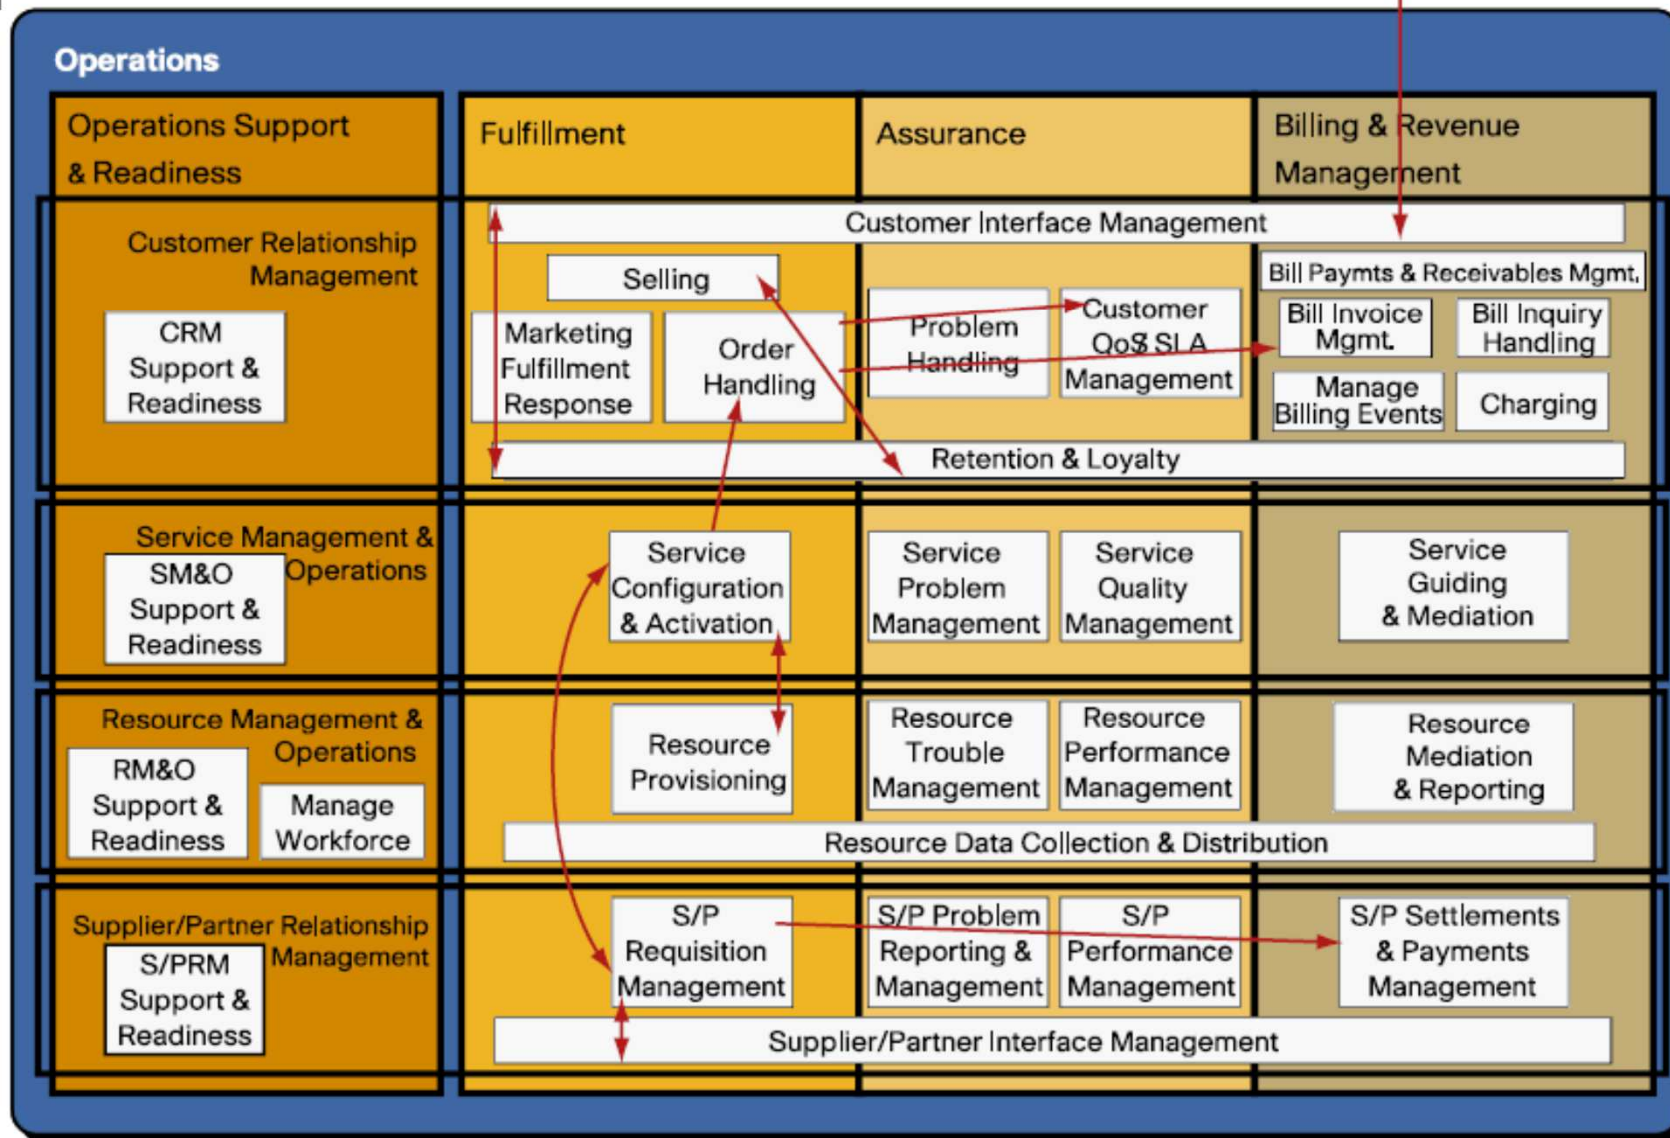 Operations
Operations Support
& Readiness
Fulfillment
Assurance
Billing & Revenue
Management
Customer Relationship
Management
CRM
Support &
Readiness
Customer Interface Management
Selling
Marketing
Fulfillment
Response
Order
Handling
Problem
Handling
Customer
QoS SLA
Management
Bill Paymts & Receivables Mgmt.
Bill Invoice
Mgmt.
Bill Inquiry
Handling
Manage
Billing Events
Charging
Retention & Loyalty
Service Management &
Operations
SM&O
Support &
Readiness
Service
Configuration
& Activation
Service
Problem
Management
Service
Quality
Management
Service
Guiding
& Mediation
Resource Management &
Operations
RM&O
Support &
Readiness
Manage
Workforce
Resource
Provisioning
Resource
Trouble
Management
Resource
Performance
Management
Resource
Mediation
& Reporting
Resource Data Collection & Distribution
Supplier/Partner Relationship
Management
S/PRM
Support &
Readiness
S/P
Requisition
Management
S/P Problem
Reporting &
Management
S/P
Performance
Management
S/P Settlements
& Payments
Management
Supplier/Partner Interface Management